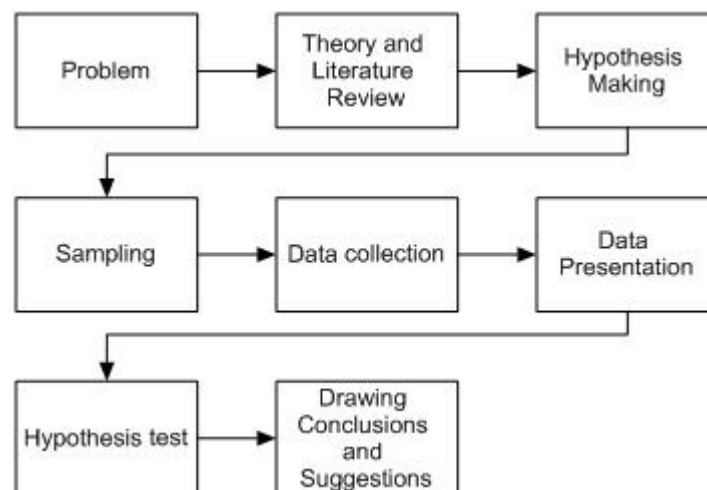 Problem
Theory and
Literature
Review
Hypothesis
Making
Sampling
Data collection
Data
Presentation
Hypothesis test
Drawing
Conclusions
and
Suggestions